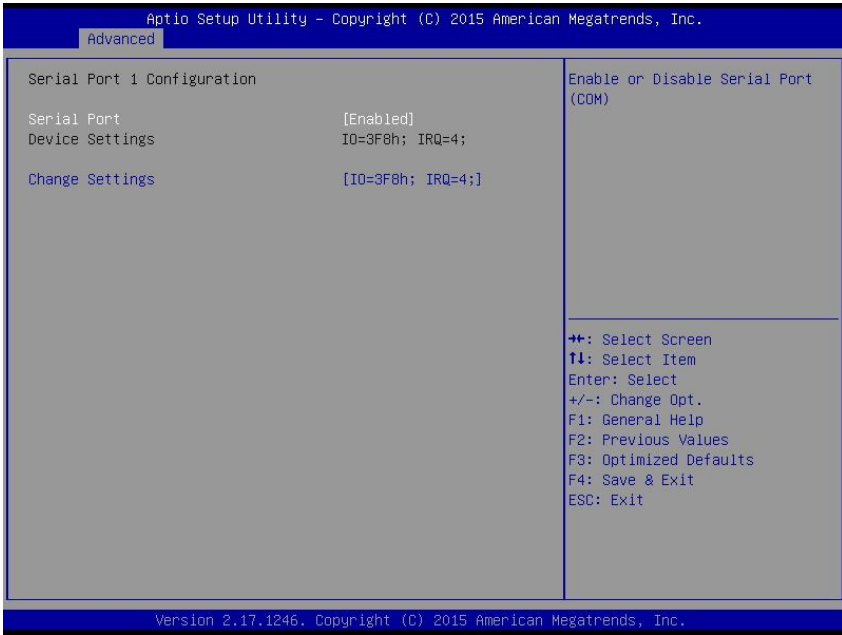 Aptio Setup Utility – Copyright (C) 2015 American Megatrends, Inc.
Advanced
Serial Port 1 Configuration
Serial Port [Enabled]
Device Settings IO=3F8h; IRQ=4;
Change Settings [IO=3F8h; IRQ=4;]
Enable or Disable Serial Port
(COM)
→←: Select Screen
↑↓: Select Item
Enter: Select
+/-: Change Opt.
F1: General Help
F2: Previous Values
F3: Optimized Defaults
F4: Save & Exit
ESC: Exit
Version 2.17.1246. Copyright (C) 2015 American Megatrends, Inc.